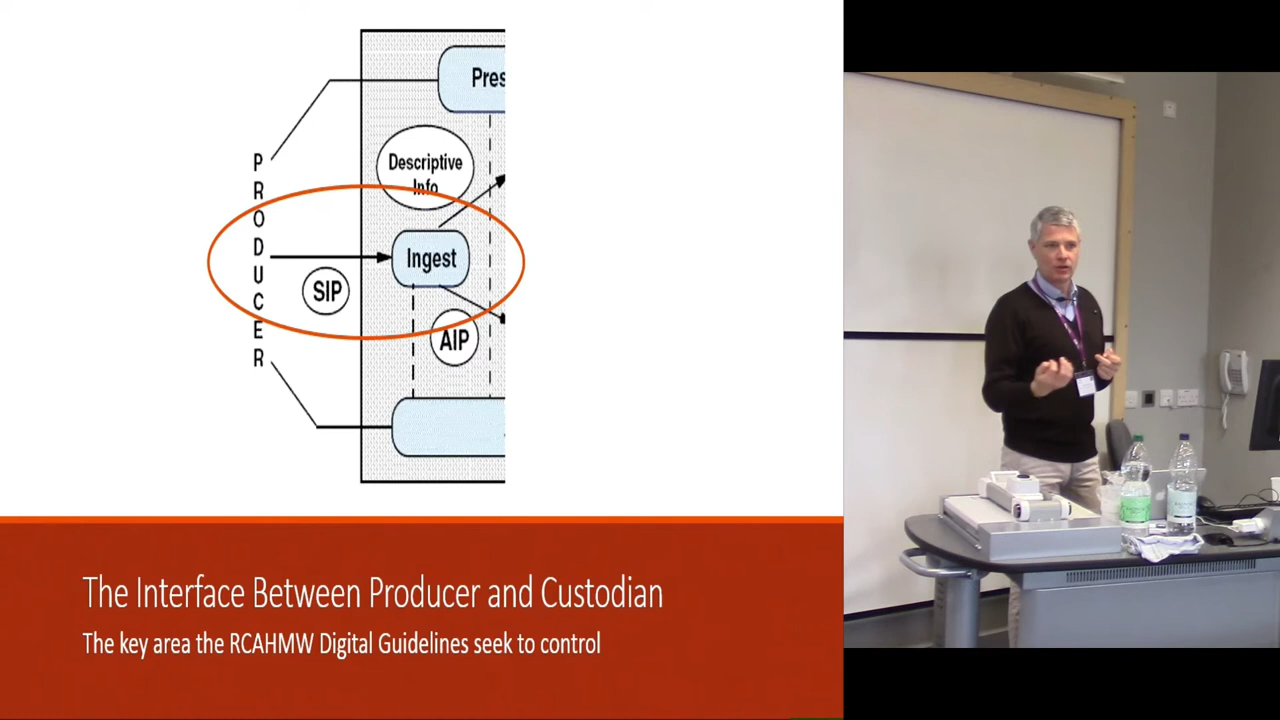 Pres
Descriptive
Info
PRODUCER
Ingest
SIP
AIP
The Interface Between Producer and Custodian
The key area the RCAHMW Digital Guidelines seek to control